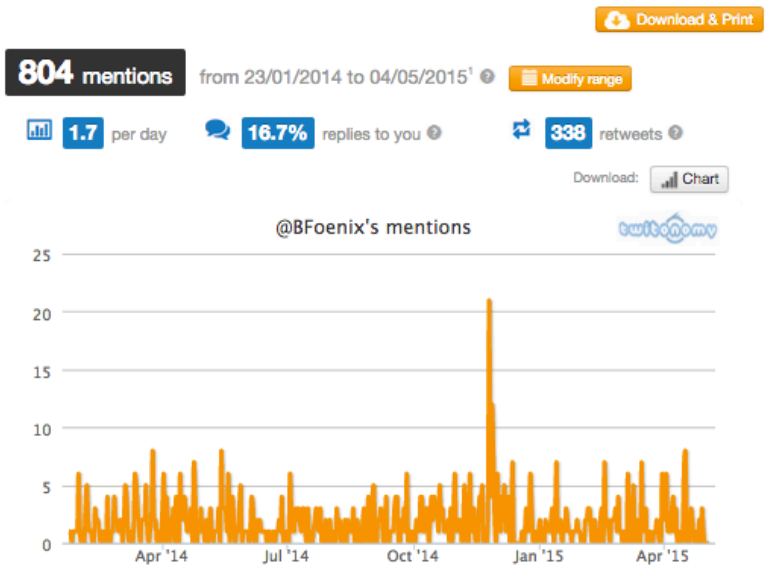 Download & Print
804 mentions from 23/01/2014 to 04/05/2015¹ ? Modify range
1.7 per day 16.7% replies to you ? 338 retweets ?
Download: Chart
@BFoenix's mentions twitonomy
25
20
15
10
5
0
Apr '14 Jul '14 Oct '14 Jan '15 Apr '15